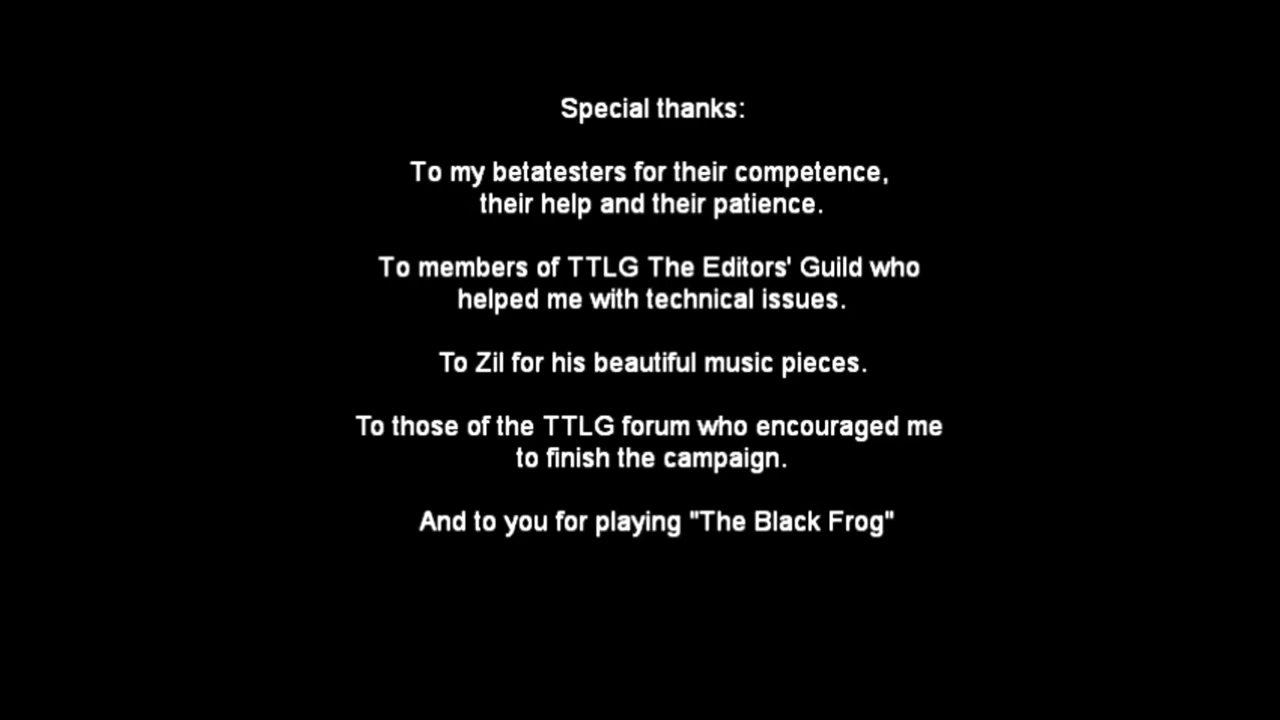 Special thanks:
To my betatesters for their competence,
their help and their patience.
To members of TTLG The Editors' Guild who
helped me with technical issues.
To Zil for his beautiful music pieces.
To those of the TTLG forum who encouraged me
to finish the campaign.
And to you for playing "The Black Frog"